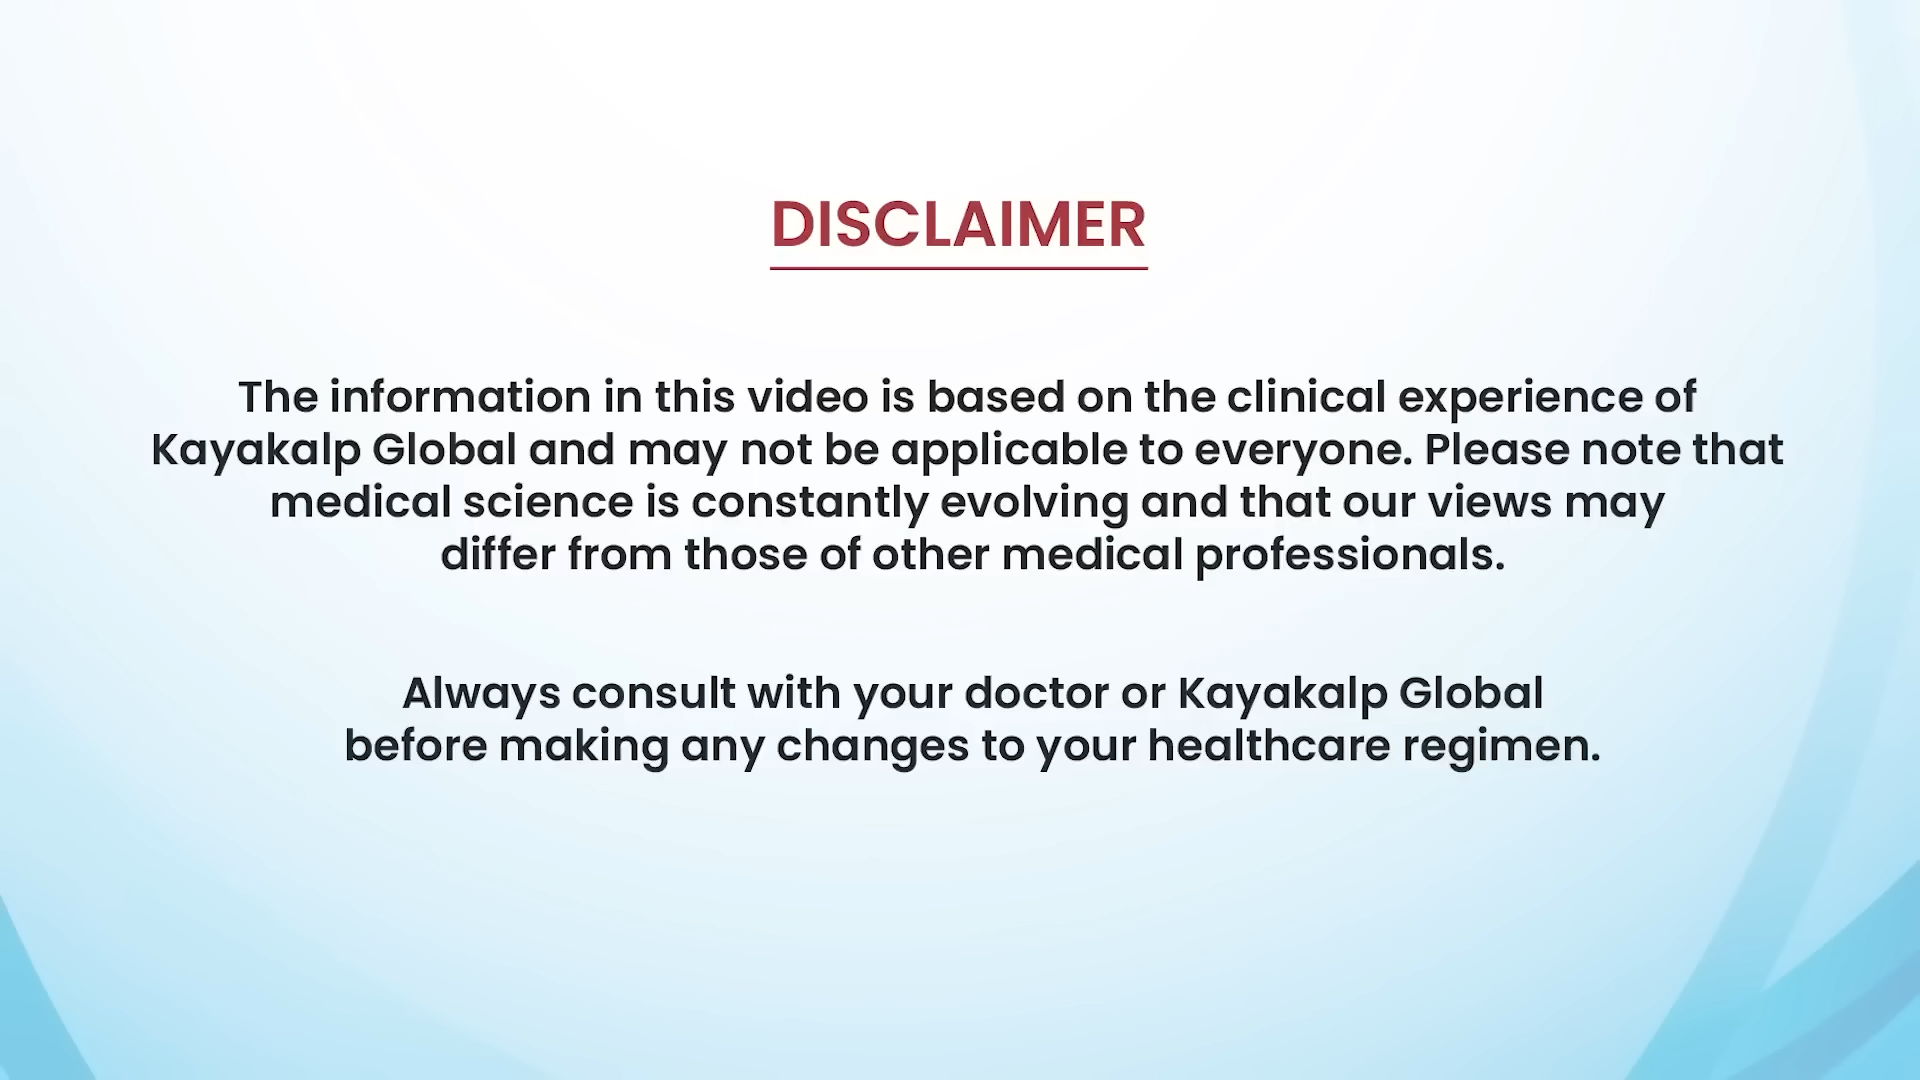 DISCLAIMER
The information in this video is based on the clinical experience of
Kayakalp Global and may not be applicable to everyone. Please note that
medical science is constantly evolving and that our views may
differ from those of other medical professionals.
Always consult with your doctor or Kayakalp Global
before making any changes to your healthcare regimen.